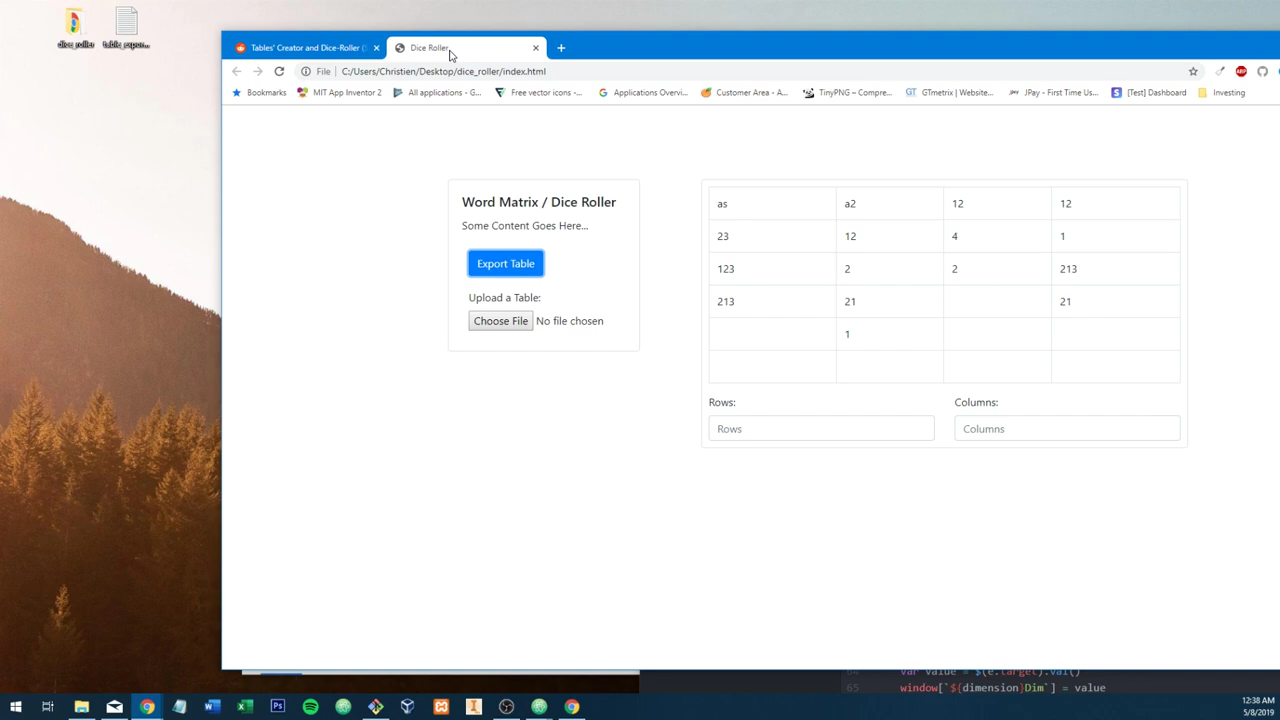 dice_roller
table_expor...
Tables' Creator and Dice-Roller (
Dice Roller
File
C:/Users/Christien/Desktop/dice_roller/index.html
Bookmarks
MIT App Inventor 2
All applications - G...
Free vector icons -...
Applications Overvi...
Customer Area - A...
TinyPNG – Compre...
GT
GTmetrix | Website...
JPay - First Time Us...
[Test] Dashboard
Investing
Word Matrix / Dice Roller
Some Content Goes Here...
Export Table
Upload a Table:
Choose File No file chosen
as a2 12 12
23 12 4 1
123 2 2 213
213 21 21
1
Rows: Columns:
Rows Columns
var value = $(e.target).val()
65 window[`${dimension}Dim`] = value
12:38 AM
5/8/2019